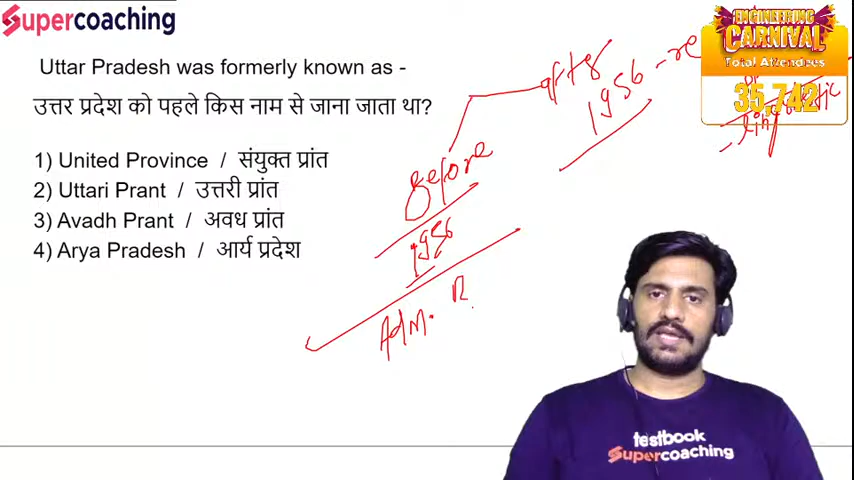 Supercoaching
Uttar Pradesh was formerly known as -
उत्तर प्रदेश को पहले किस नाम से जाना जाता था?
1) United Province / संयुक्त प्रांत
2) Uttari Prant / उत्तरी प्रांत
3) Avadh Prant / अवध प्रांत
4) Arya Pradesh / आर्य प्रदेश
after
1956 - re
Before
1956
Adm. R
ENGINEERING
CARNIVAL
Total Attendees
35,742
testbook
Supercoaching